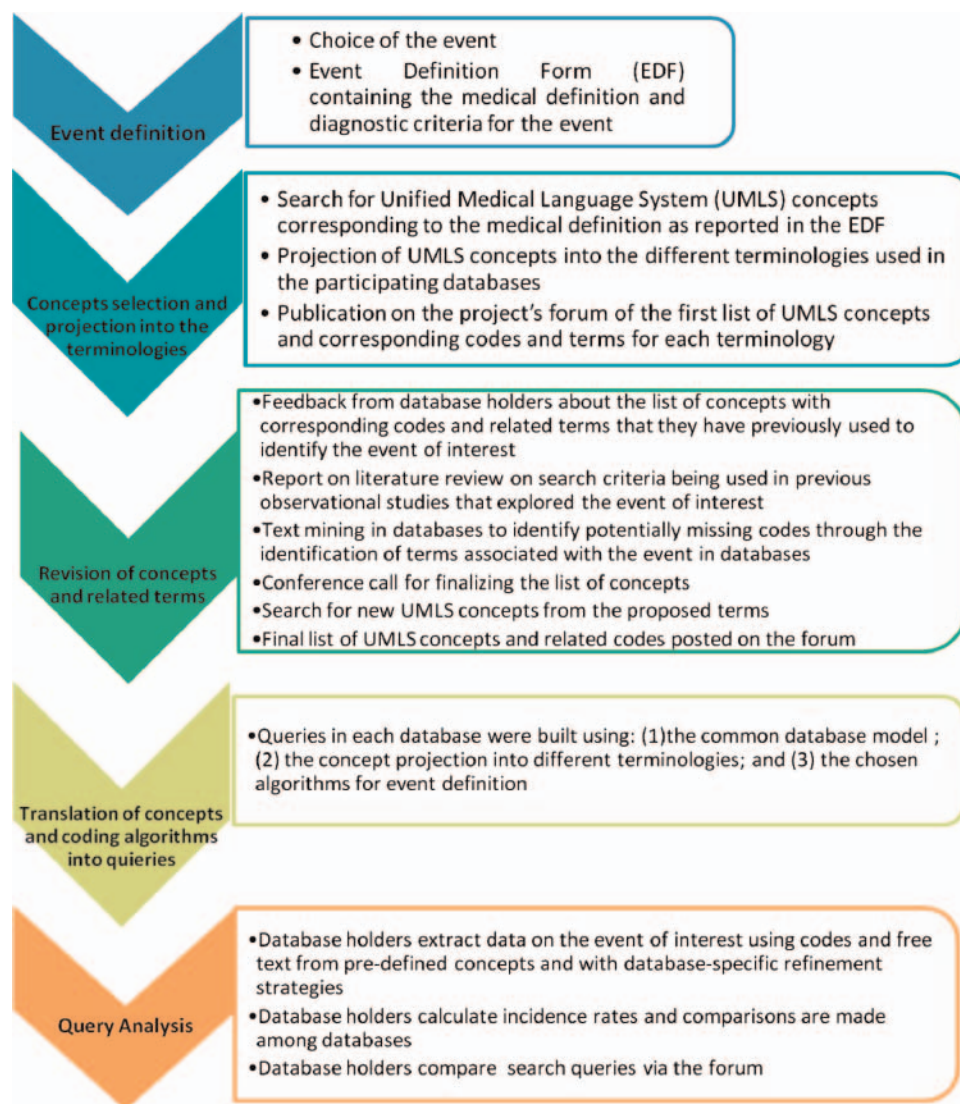 Event definition
• Choice of the event
• Event Definition Form (EDF)
containing the medical definition and
diagnostic criteria for the event
Concepts selection and
projection into the
terminologies
• Search for Unified Medical Language System (UMLS) concepts
corresponding to the medical definition as reported in the EDF
• Projection of UMLS concepts into the different terminologies used in
the participating databases
• Publication on the project's forum of the first list of UMLS concepts
and corresponding codes and terms for each terminology
Revision of concepts
and related terms
•Feedback from database holders about the list of concepts with
corresponding codes and related terms that they have previously used to
identify the event of interest
•Report on literature review on search criteria being used in previous
observational studies that explored the event of interest
•Text mining in databases to identify potentially missing codes through the
identification of terms associated with the event in databases
•Conference call for finalizing the list of concepts
•Search for new UMLS concepts from the proposed terms
•Final list of UMLS concepts and related codes posted on the forum
Translation of concepts
and coding algorithms
into quieries
•Queries in each database were built using: (1)the common database model ;
(2) the concept projection into different terminologies; and (3) the chosen
algorithms for event definition
Query Analysis
•Database holders extract data on the event of interest using codes and free
text from pre-defined concepts and with database-specific refinement
strategies
•Database holders calculate incidence rates and comparisons are made
among databases
•Database holders compare search queries via the forum